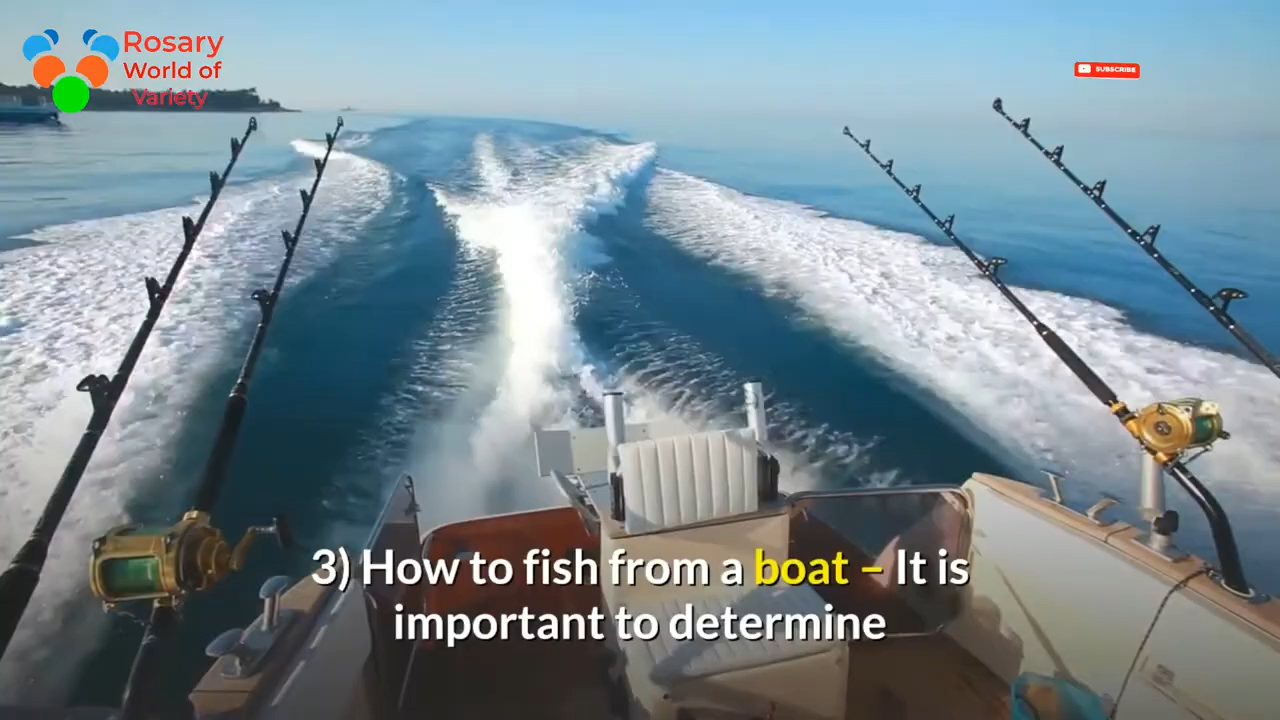 Rosary
World of
Variety
SUBSCRIBE
3) How to fish from a boat – It is
important to determine